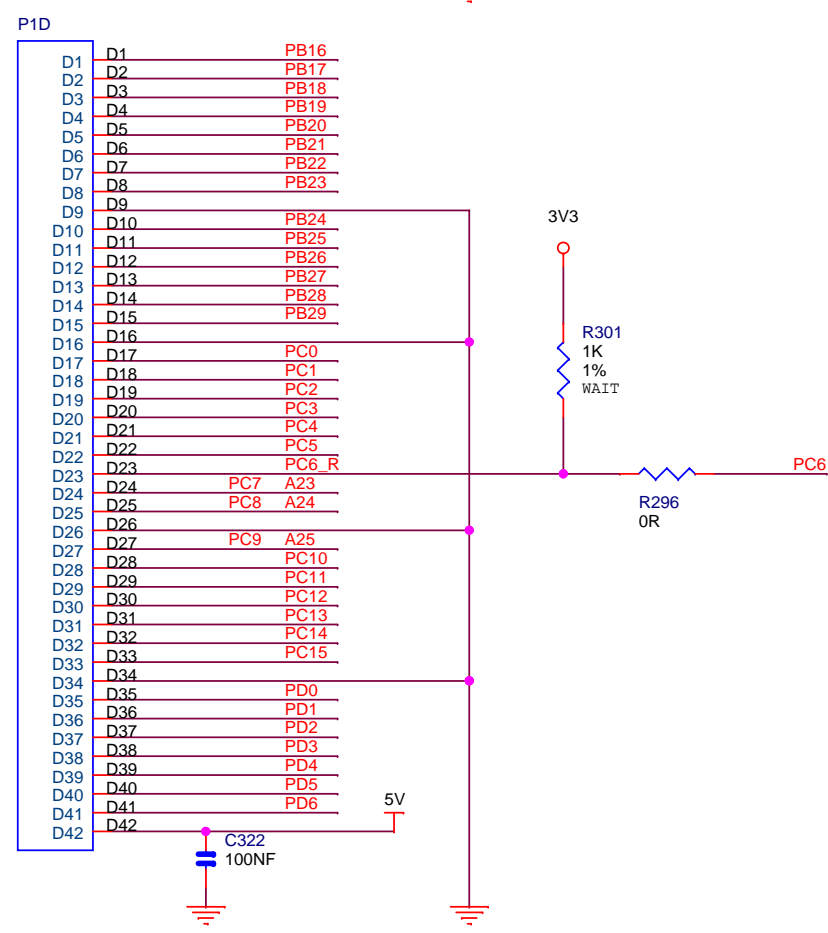 P1D
D1 D1 PB16
D2 D2 PB17
D3 D3 PB18
D4 D4 PB19
D5 D5 PB20
D6 D6 PB21
D7 D7 PB22
D8 D8 PB23
D9 D9
D10 D10 PB24
D11 D11 PB25
D12 D12 PB26
D13 D13 PB27
D14 D14 PB28
D15 D15 PB29
D16 D16
D17 D17 PC0
D18 D18 PC1
D19 D19 PC2
D20 D20 PC3
D21 D21 PC4
D22 D22 PC5
D23 D23 PC6_R
D24 D24 PC7 A23
D25 D25 PC8 A24
D26 D26
D27 D27 PC9 A25
D28 D28 PC10
D29 D29 PC11
D30 D30 PC12
D31 D31 PC13
D32 D32 PC14
D33 D33 PC15
D34 D34
D35 D35 PD0
D36 D36 PD1
D37 D37 PD2
D38 D38 PD3
D39 D39 PD4
D40 D40 PD5
D41 D41 PD6
D42 D42
5V
C322
100NF
3V3
R301
1K
1%
WAIT
PC6
R296
0R